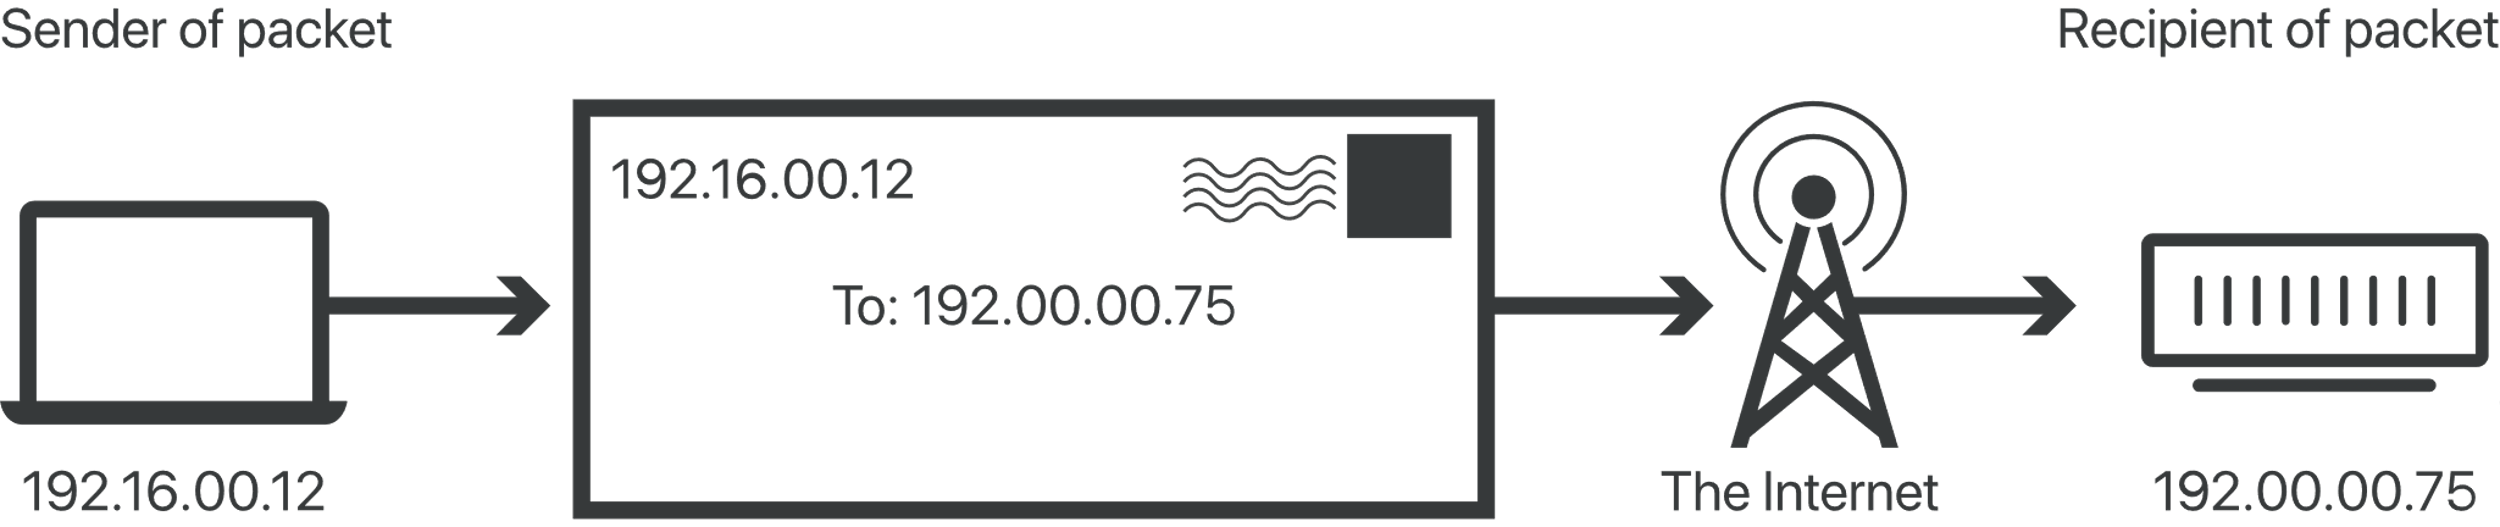 Sender of packet
Recipient of packet
192.16.00.12
To: 192.00.00.75
192.16.00.12
The Internet
192.00.00.75